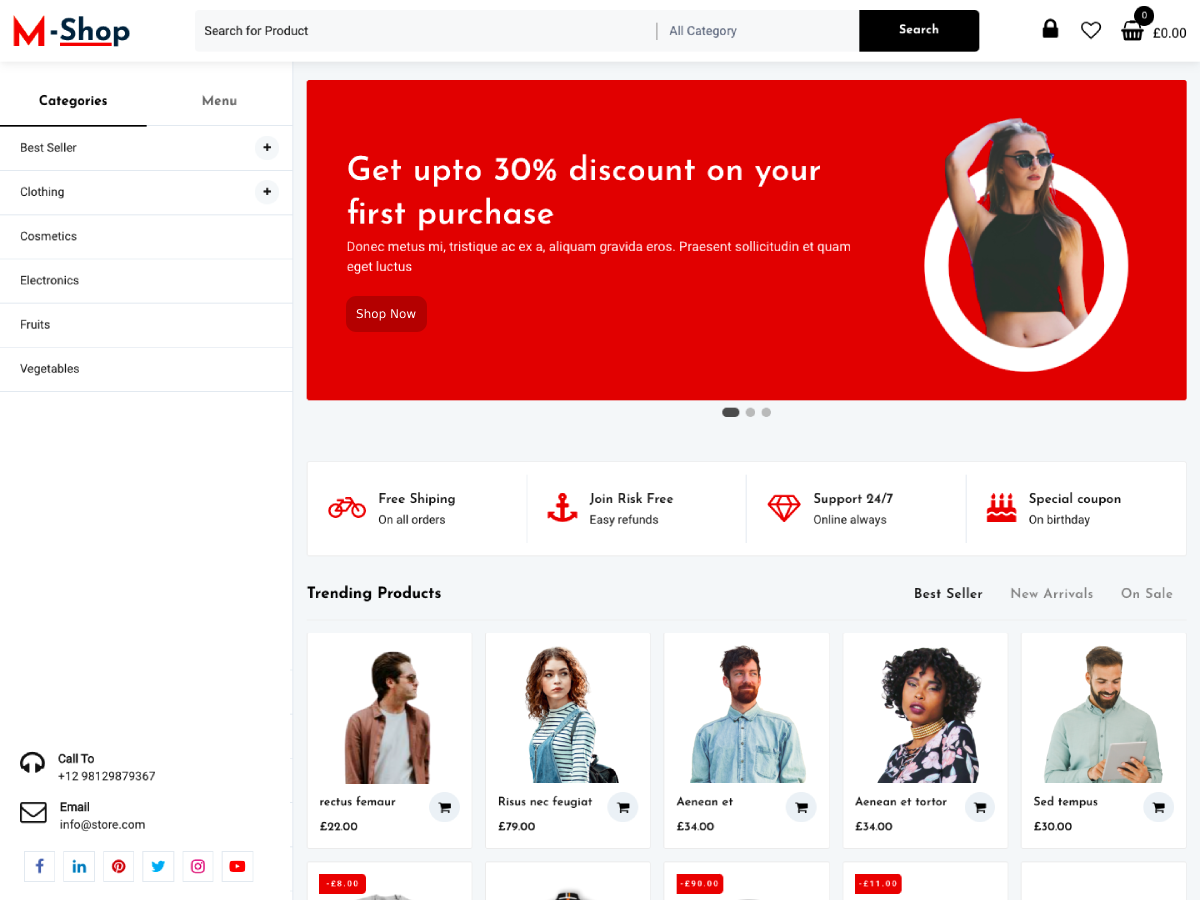 M-Shop
Search for Product
All Category
Search
0
£0.00
Categories
Menu
Best Seller
Clothing
Cosmetics
Electronics
Fruits
Vegetables
Call To
+12 98129879367
Email
info@store.com
Get upto 30% discount on your
first purchase
Donec metus mi, tristique ac ex a, aliquam gravida eros. Praesent sollicitudin et quam
eget luctus
Shop Now
Free Shiping
On all orders
Join Risk Free
Easy refunds
Support 24/7
Online always
Special coupon
On birthday
Trending Products
Best Seller
New Arrivals
On Sale
rectus femaur
£22.00
Risus nec feugiat
£79.00
Aenean et
£34.00
Aenean et tortor
£34.00
Sed tempus
£30.00
-£8.00
-£90.00
-£11.00